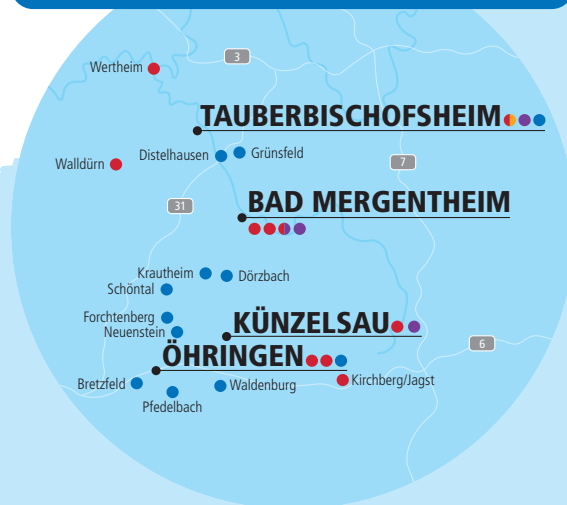 3
Wertheim
TAUBERBISCHOFSHEIM
Distelhausen
Grünsfeld
Walldürn
7
31
BAD MERGENTHEIM
Krautheim
Dörzbach
Schöntal
Forchtenberg
Neuenstein
KÜNZELSAU
6
ÖHRINGEN
Bretzfeld
Waldenburg
Kirchberg/Jagst
Pfedelbach